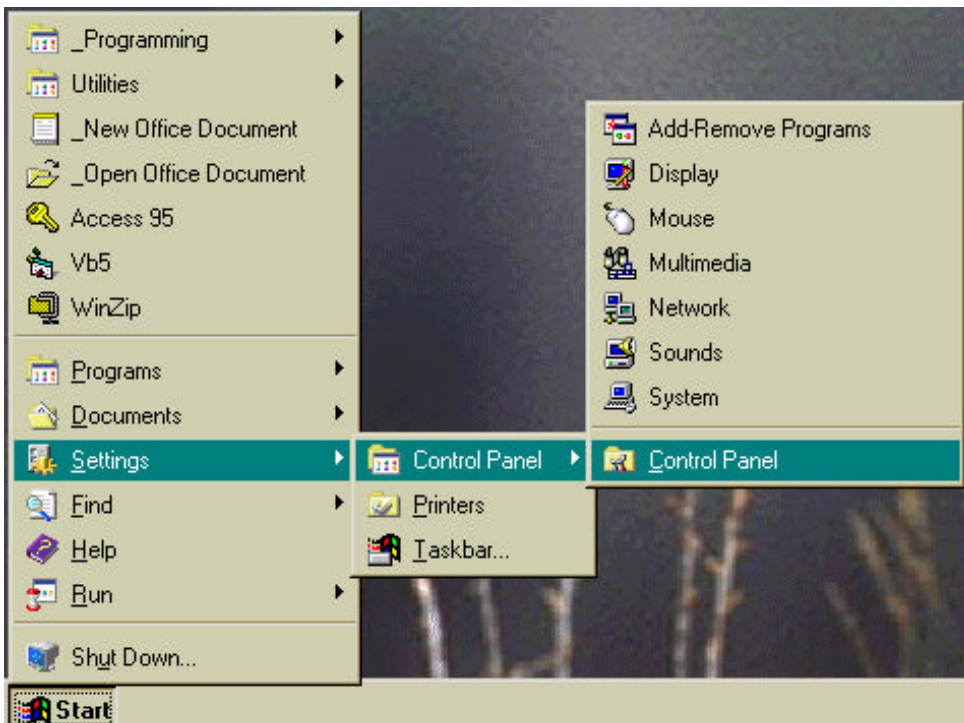 _Programming
Utilities
_New Office Document
_Open Office Document
Access 95
Vb5
WinZip
Programs
Documents
Settings
Find
Help
Run
Shut Down...
Start
Control Panel
Printers
Taskbar...
Add-Remove Programs
Display
Mouse
Multimedia
Network
Sounds
System
Control Panel